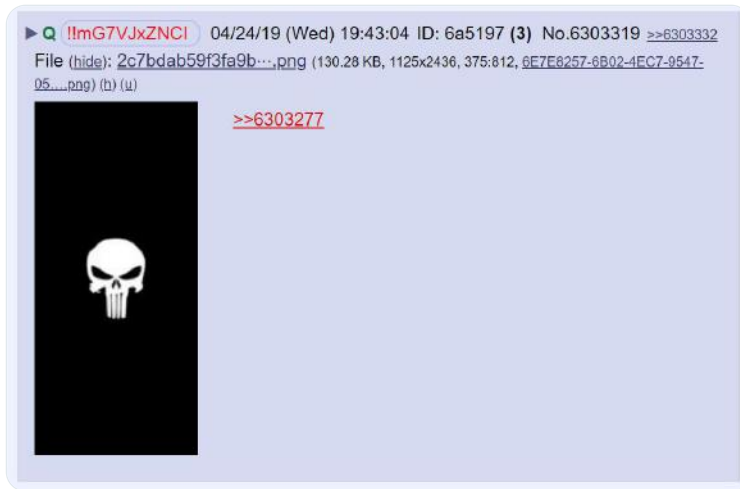 ▶ Q !!mG7VJxZNCI 04/24/19 (Wed) 19:43:04 ID: 6a5197 (3) No.6303319 >>6303332
File (hide): 2c7bdab59f3fa9b⋯.png (130.28 KB, 1125x2436, 375:812, 6E7E8257-6B02-4EC7-9547-
05….png) (h) (u)
>>6303277